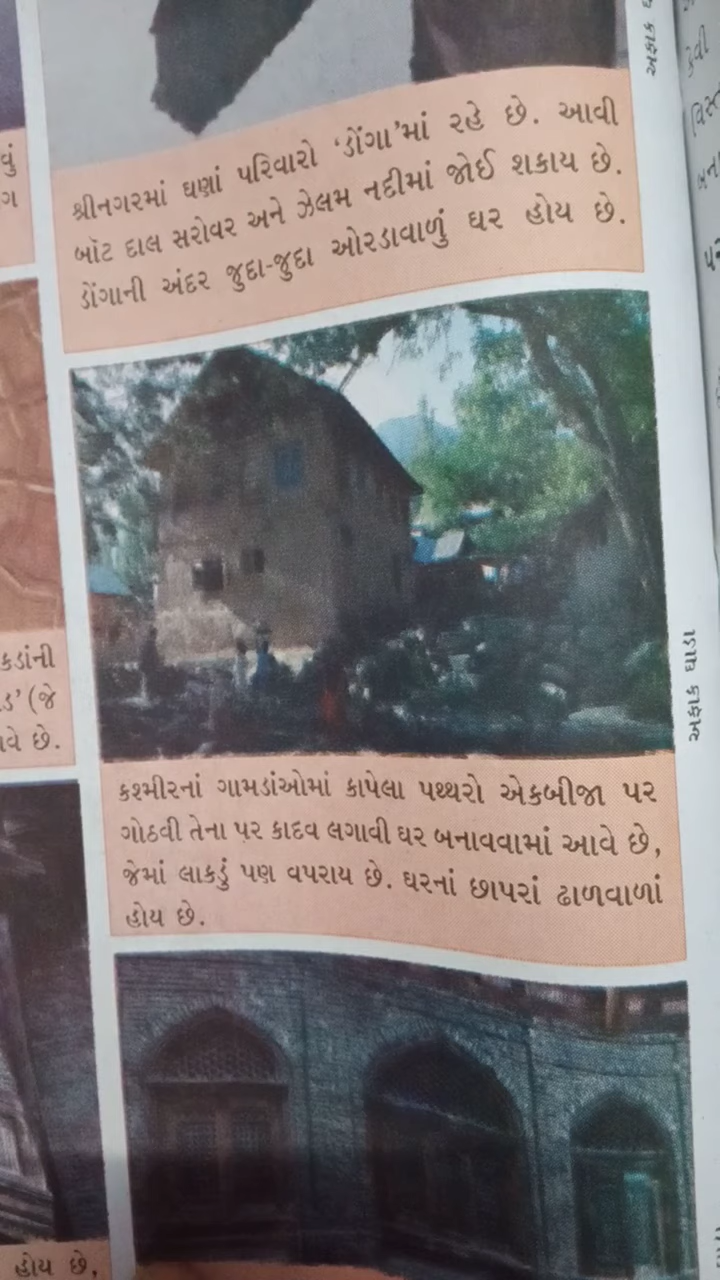 શ્રીનગરમાં ઘણાં પરિવારો ‘ડોંગા’માં રહે છે. આવી
બૉટ દાલ સરોવર અને ઝેલમ નદીમાં જોઈ શકાય છે.
ડોંગાની અંદર જુદા-જુદા ઓરડાવાળું ઘર હોય છે.
કડાંની
(જે
છે.
કશ્મીરનાં ગામડાંઓમાં કાપેલા પથ્થરો એકબીજા પર
ગોઠવી તેના પર કાદવ લગાવી ઘર બનાવવામાં આવે છે,
જેમાં લાકડું પણ વપરાય છે. ઘરનાં છાપરાં ઢાળવાળાં
હોય છે.
હોય છે,